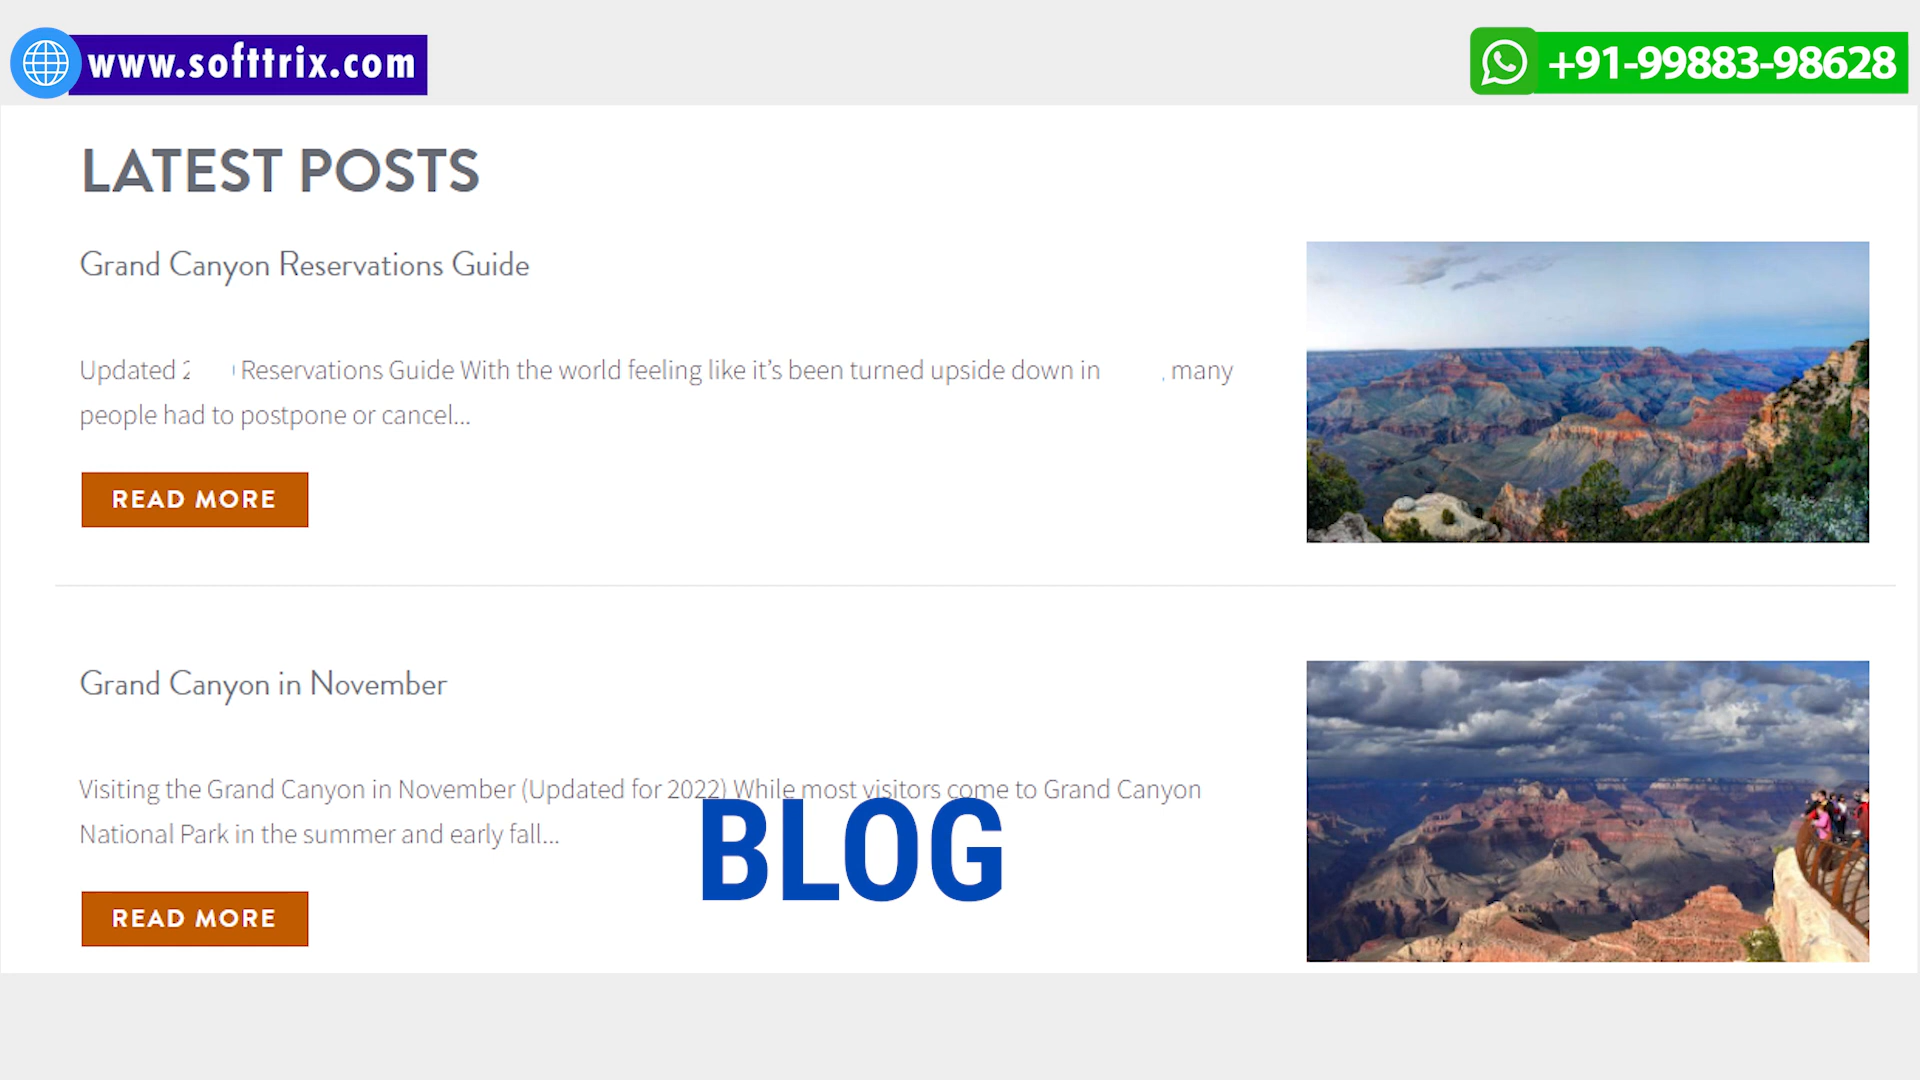 www.softtrix.com
+91-99883-98628
LATEST POSTS
Grand Canyon Reservations Guide
Updated Reservations Guide With the world feeling like it’s been turned upside down in , many
people had to postpone or cancel...
READ MORE
Grand Canyon in November
Visiting the Grand Canyon in November (Updated for 2022) While most visitors come to Grand Canyon
National Park in the summer and early fall...
BLOG
READ MORE